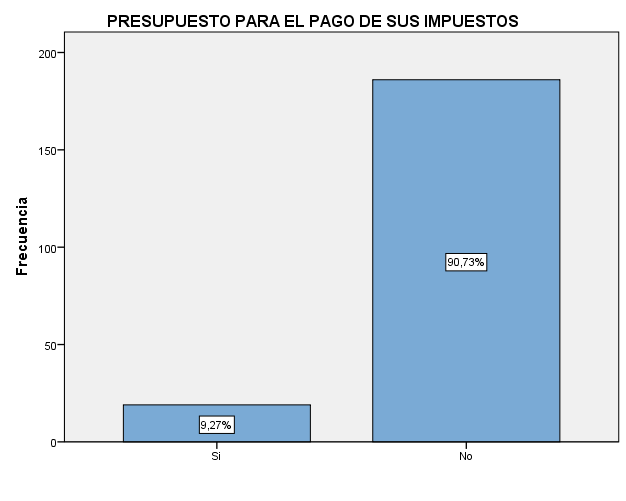 PRESUPUESTO PARA EL PAGO DE SUS IMPUESTOS
200
150
100
50
0
Frecuencia
90,73%
9,27%
Si
No